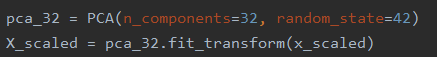 pca_32 = PCA(n_components=32, random_state=42)
X_scaled = pca_32.fit_transform(x_scaled)